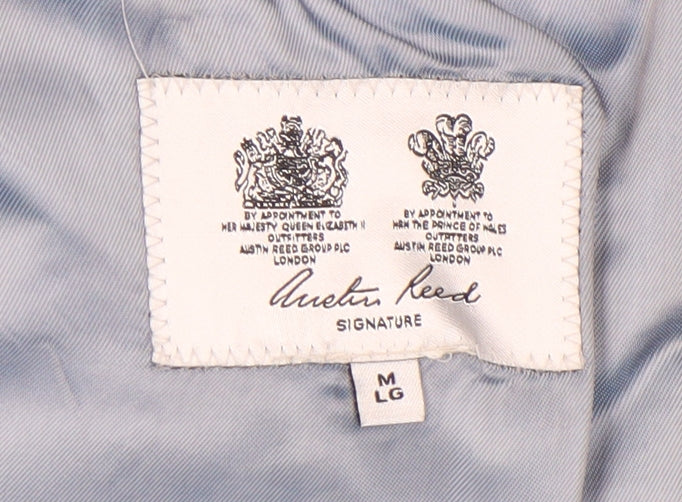 BY APPOINTMENT TO
HER MAJESTY QUEEN ELIZABETH II
OUTFITTERS
AUSTIN REED GROUP PLC
LONDON
BY APPOINTMENT TO
HRH THE PRINCE OF WALES
OUTFITTERS
AUSTIN REED GROUP PLC
LONDON
Austin Reed
SIGNATURE
M
LG